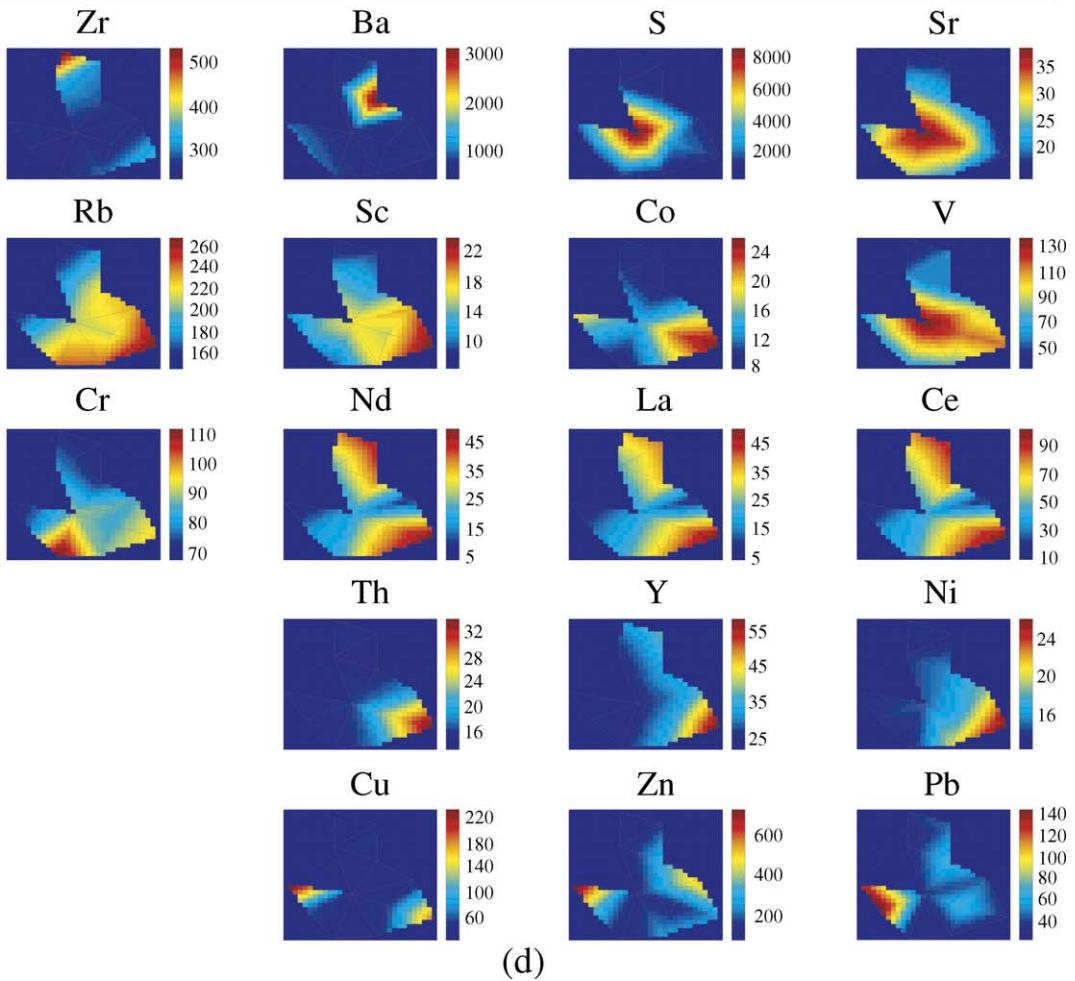 Zr Ba S Sr
500 3000 8000 35
400 2000 6000 30
300 1000 4000 25
2000 20
Rb Sc Co V
260 22 24 130
240 18 20 110
220 14 16 90
200 10 12 70
180 8 50
160
Cr Nd La Ce
110 45 45 90
100 35 35 70
90 25 25 50
80 15 15 30
70 5 5 10
Th Y Ni
32 55 24
28 45 20
24 35 16
20 25
16
Cu Zn Pb
220 600 140
180 400 120
140 200 100
100 80
60 60
40
(d)